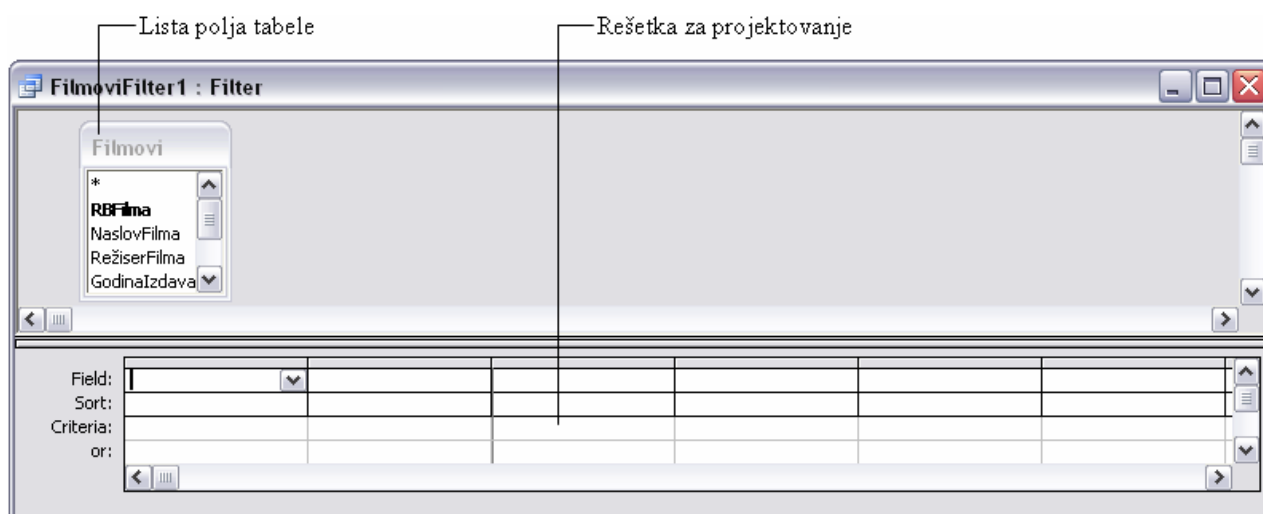 Lista polja tabele
Rešetka za projektovanje
FilmoviFilter1 : Filter
Filmovi
*
RBFilma
NaslovFilma
RežiserFilma
GodinaIzdava
Field:
Sort:
Criteria:
or: